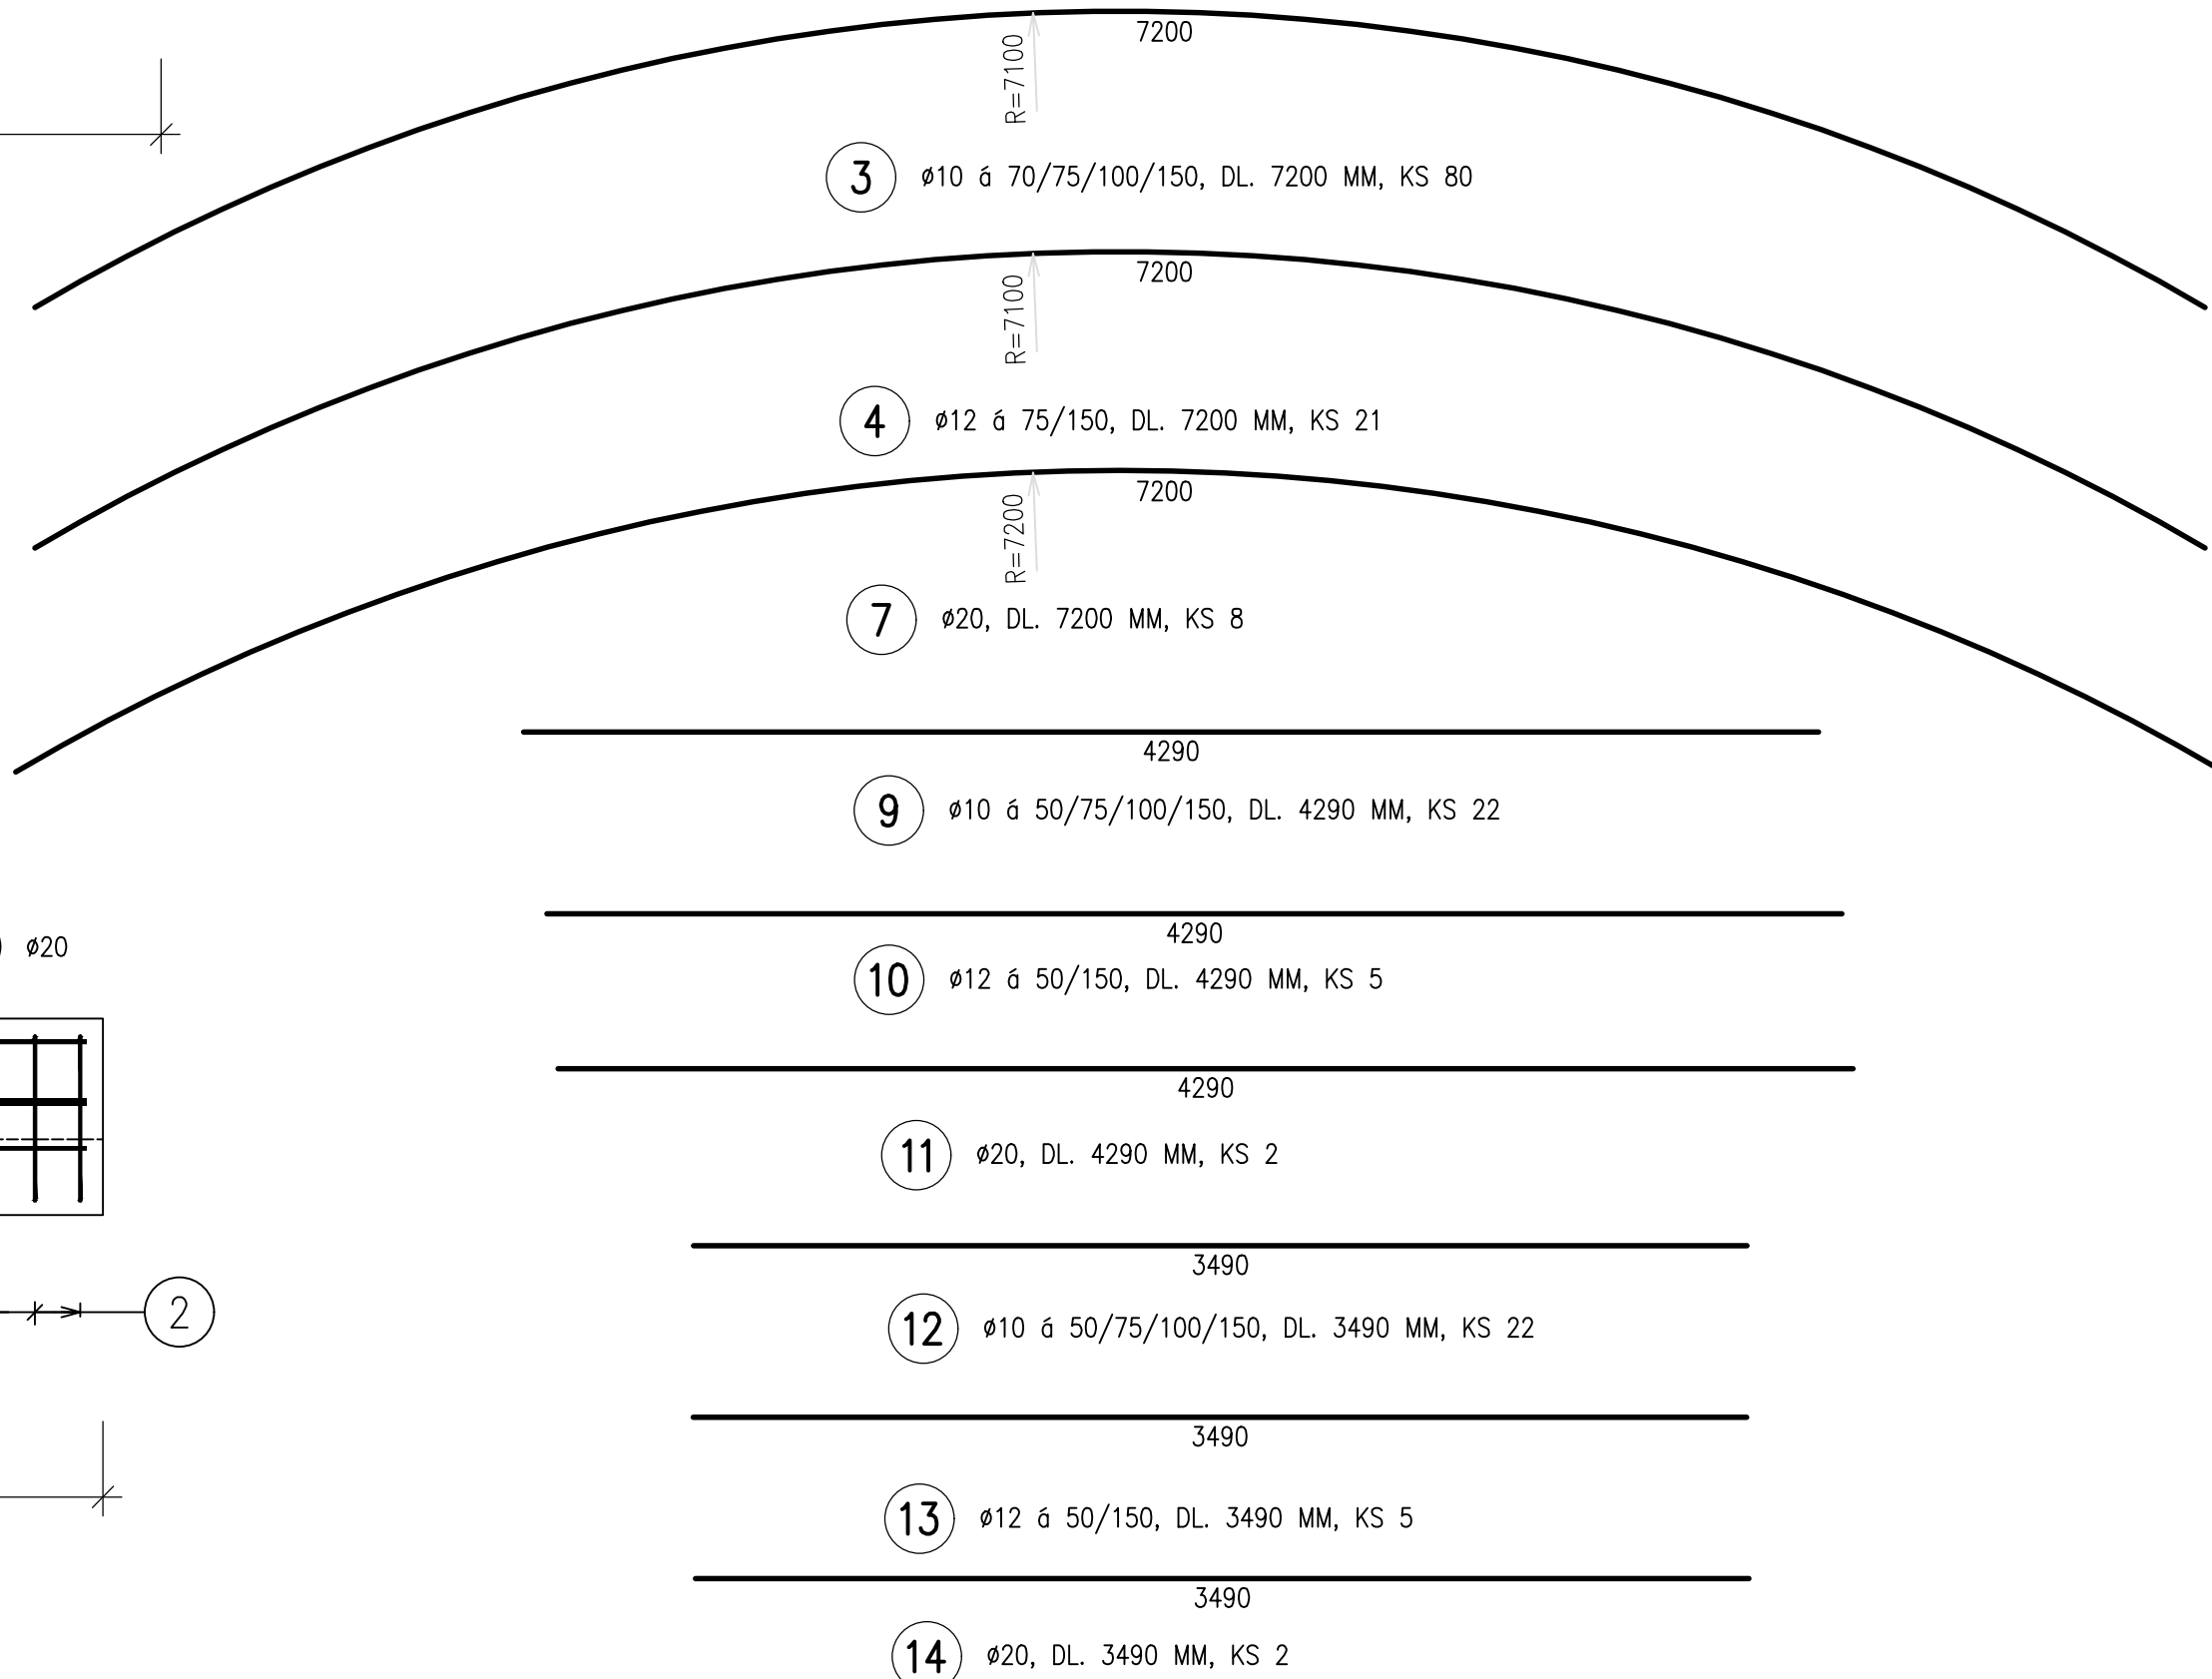 7200
R=7100
3 ø10 á 70/75/100/150, DL. 7200 MM, KS 80
7200
R=7100
4 ø12 á 75/150, DL. 7200 MM, KS 21
7200
R=7200
7 ø20, DL. 7200 MM, KS 8
4290
9 ø10 á 50/75/100/150, DL. 4290 MM, KS 22
4290
ø20
10 ø12 á 50/150, DL. 4290 MM, KS 5
4290
11 ø20, DL. 4290 MM, KS 2
3490
2
12 ø10 á 50/75/100/150, DL. 3490 MM, KS 22
3490
13 ø12 á 50/150, DL. 3490 MM, KS 5
3490
14 ø20, DL. 3490 MM, KS 2